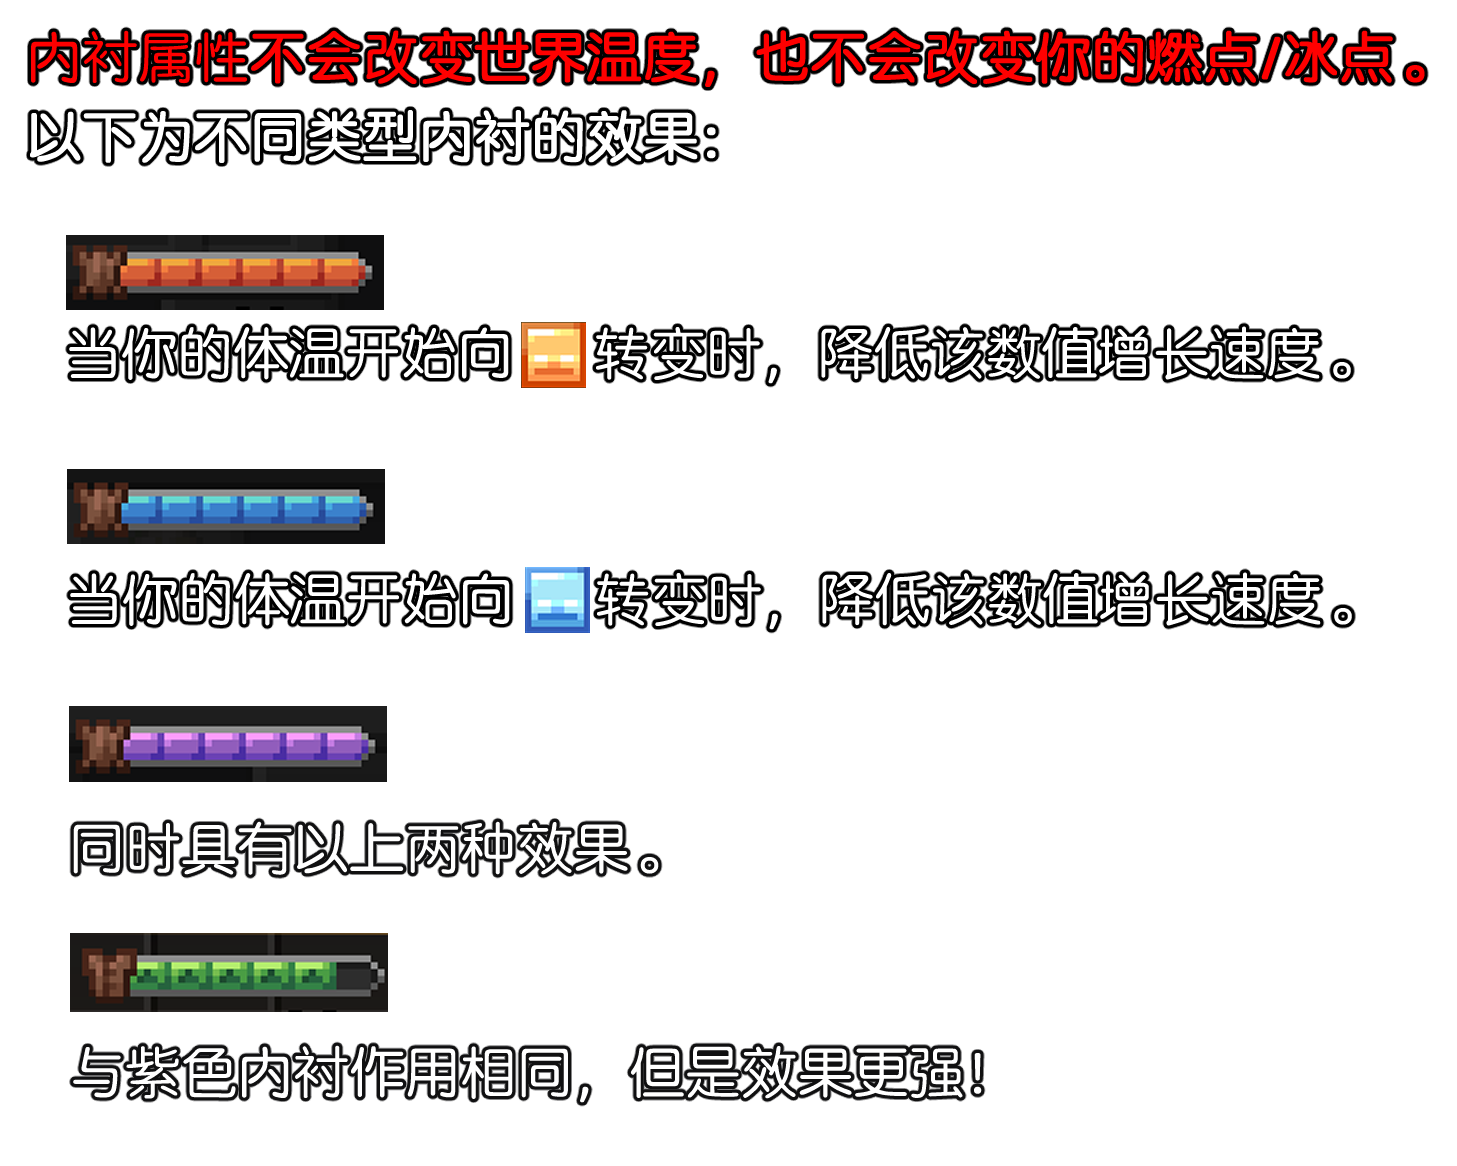 内衬属性不会改变世界温度，也不会改变你的燃点/冰点。
以下为不同类型内衬的效果：
当你的体温开始向转变时，降低该数值增长速度。
当你的体温开始向转变时，降低该数值增长速度。
同时具有以上两种效果。
与紫色内衬作用相同，但是效果更强！